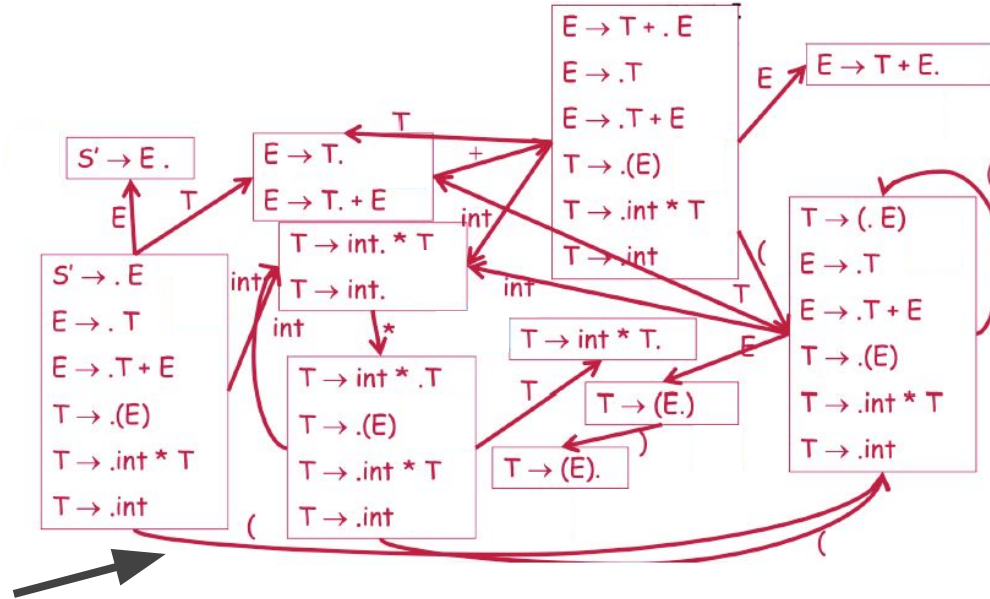 E → T + . E
E → .T
E → .T + E
T → .(E)
T → .int * T
T → .int
E
E → T + E.
S' → E .
E
T
E → T.
E → T. + E
T
+
int
T → int. * T
T → int.
int
int
*
int
T
(
(
S' → . E
E → . T
E → .T + E
T → .(E)
T → .int * T
T → .int
(
T → int * .T
T → .(E)
T → .int * T
T → .int
T
T → int * T.
E
T → (E.)
)
T → (E).
T → (. E)
E → .T
E → .T + E
T → .(E)
T → .int * T
T → .int
(